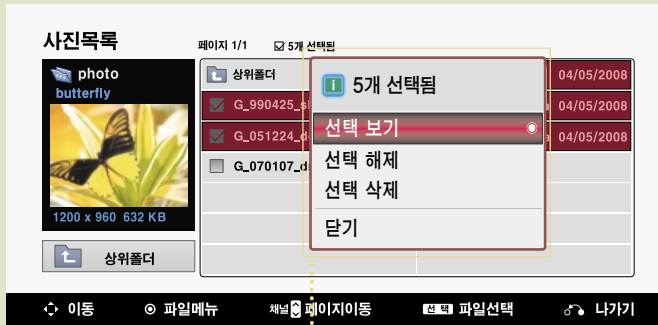 사진목록
페이지 1/1 5개 선택됨
photo
butterfly
1200 x 960 632 KB
상위폴더
상위폴더 04/05/2008
G_990425_s 04/05/2008
G_051224_d 04/05/2008
G_070107_d
5개 선택됨
선택 보기
선택 해제
선택 삭제
닫기
이동 파일메뉴 채널 페이지이동 선택 파일선택 나가기